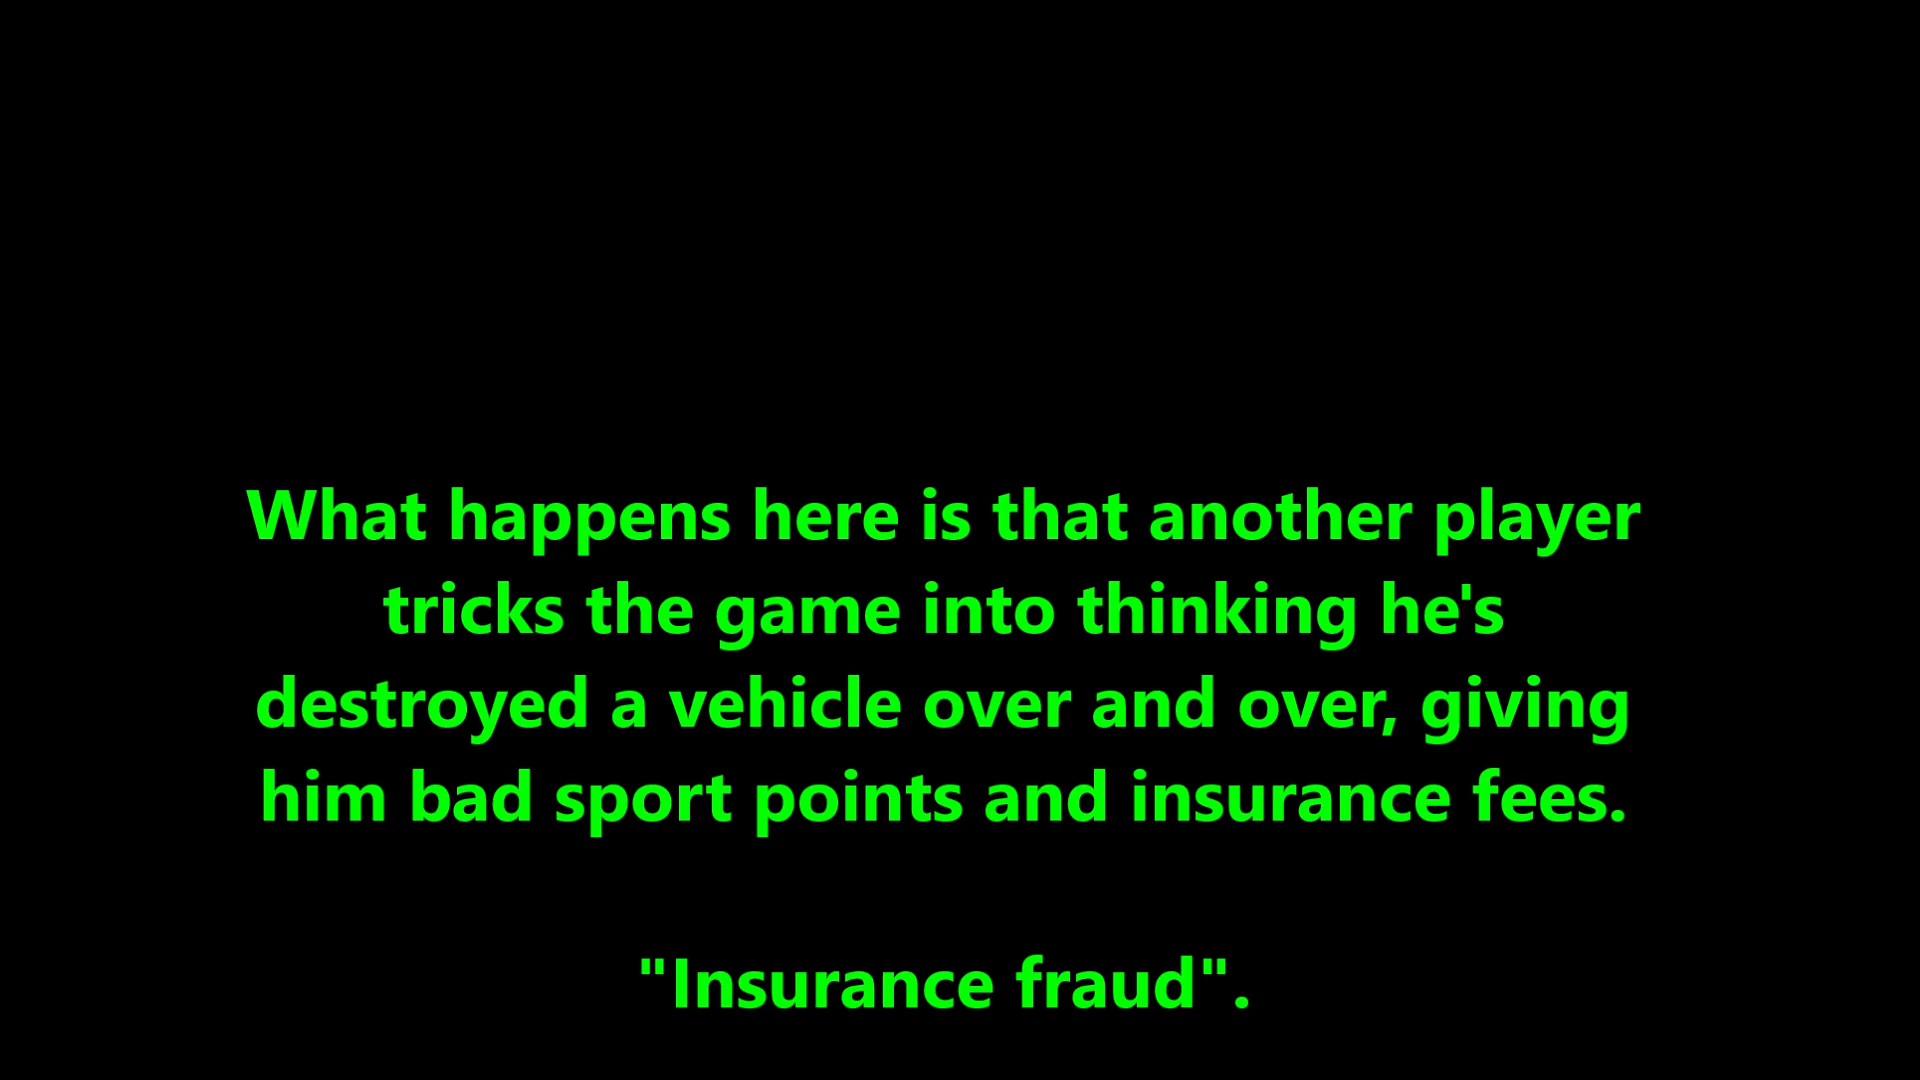 What happens here is that another player
tricks the game into thinking he's
destroyed a vehicle over and over, giving
him bad sport points and insurance fees.
"Insurance fraud".